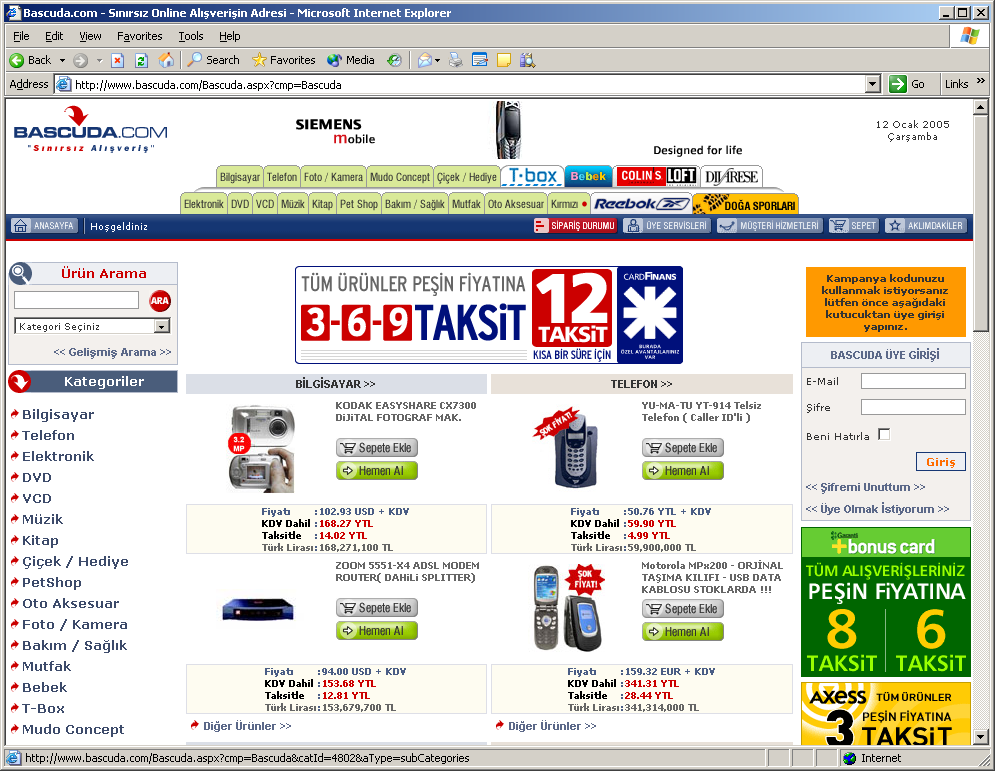 Bascuda.com - Sınırsız Online Alışverişin Adresi - Microsoft Internet Explorer
File Edit View Favorites Tools Help
Back Search Favorites Media
Address http://www.bascuda.com/Bascuda.aspx?cmp=Bascuda Go Links »
BASCUDA.COM
"Sınırsız Alışveriş"
SIEMENS
mobile
Designed for life
12 Ocak 2005
Çarşamba
Bilgisayar Telefon Foto / Kamera Mudo Concept Çiçek / Hediye T-box Bebek COLIN'S LOFT DIVARESE
Elektronik DVD VCD Müzik Kitap Pet Shop Bakım / Sağlık Mutfak Oto Aksesuar Kırmızı Reebok DOĞA SPORLARI
ANASAYFA Hoşgeldiniz SİPARİŞ DURUMU ÜYE SERVİSLERİ MÜŞTERİ HİZMETLERİ SEPET AKLIMDAKİLER
Ürün Arama
ARA
Kategori Seçiniz
<< Gelişmiş Arama >>
Kategoriler
Bilgisayar
Telefon
Elektronik
DVD
VCD
Müzik
Kitap
Çiçek / Hediye
PetShop
Oto Aksesuar
Foto / Kamera
Bakım / Sağlık
Mutfak
Bebek
T-Box
Mudo Concept
TÜM ÜRÜNLER PEŞİN FİYATINA
3-6-9 TAKSİT
12
TAKSİT
KISA BİR SÜRE İÇİN
CARDFINANS
BURADA
ÖZEL AVANTAJLARINIZ
VAR
BİLGİSAYAR >>
KODAK EASYSHARE CX7300
DiJiTAL FOTOGRAF MAK.
3.2
MP
Sepete Ekle
Hemen Al
Fiyatı :102.93 USD + KDV
KDV Dahil :168.27 YTL
Taksitle :14.02 YTL
Türk Lirası:168,271,100 TL
ZOOM 5551-X4 ADSL MODEM
ROUTER( DAHiLi SPLITTER)
Sepete Ekle
Hemen Al
Fiyatı :94.00 USD + KDV
KDV Dahil :153.68 YTL
Taksitle :12.81 YTL
Türk Lirası:153,679,700 TL
Diğer Ürünler >>
TELEFON >>
ŞOK FİYAT!
YU-MA-TU YT-914 Telsiz
Telefon ( Caller ID'li )
Sepete Ekle
Hemen Al
Fiyatı :50.76 YTL + KDV
KDV Dahil :59.90 YTL
Taksitle :4.99 YTL
Türk Lirası:59,900,000 TL
ŞOK
FİYAT!
Motorola MPx200 - ORJİNAL
TAŞIMA KILIFI - USB DATA
KABLOSU STOKLARDA !!!
Sepete Ekle
Hemen Al
Fiyatı :159.32 EUR + KDV
KDV Dahil :341.31 YTL
Taksitle :28.44 YTL
Türk Lirası:341,314,000 TL
Diğer Ürünler >>
Kampanya kodunuzu
kullanmak istiyorsanız
lütfen önce aşağıdaki
kutucuktan üye girişi
yapınız.
BASCUDA ÜYE GİRİŞİ
E-Mail
Şifre
Beni Hatırla
Giriş
<< Şifremi Unuttum >>
<< Üye Olmak İstiyorum >>
Garanti
+bonus card
TÜM ALIŞVERİŞLERİNİZ
PEŞİN FİYATINA
8 6
TAKSİT TAKSİT
AXESS TÜM ÜRÜNLER
3 PEŞİN FİYATINA
TAKSİT
http://www.bascuda.com/Bascuda.aspx?cmp=Bascuda&catId=4802&aType=subCategories Internet